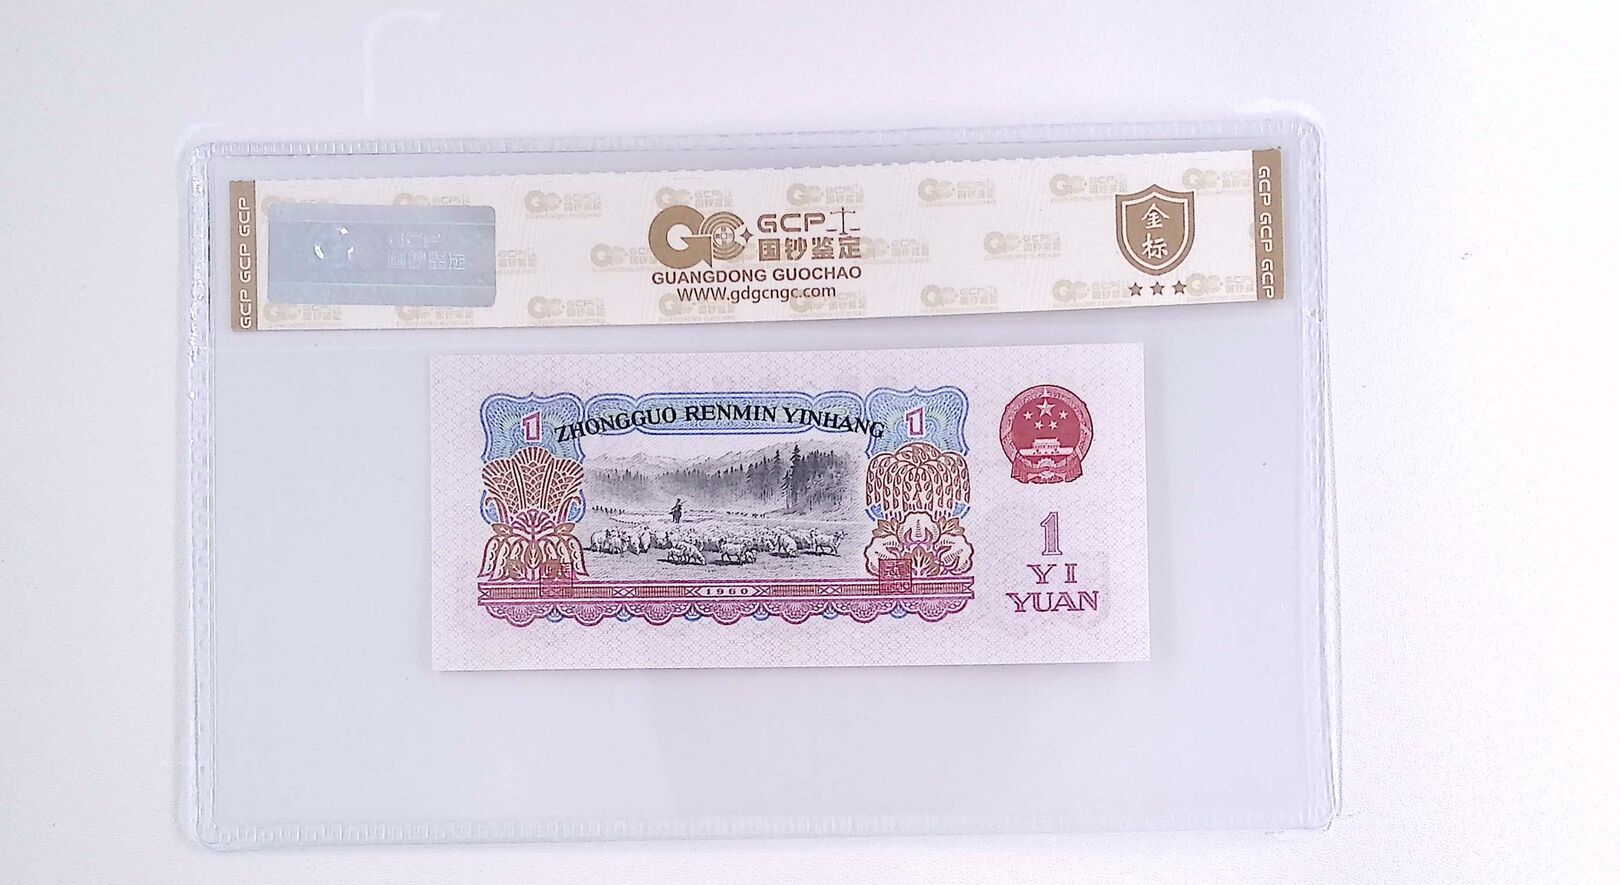 GCP GCP GCP
GCP
国钞鉴定
GCP
国钞鉴定
GUANGDONG GUOCHAO
www.gdgcngc.com
金
标
GCP GCP GCP
ZHONGGUO RENMIN YINHANG
1
1
1960
1
YI
YUAN